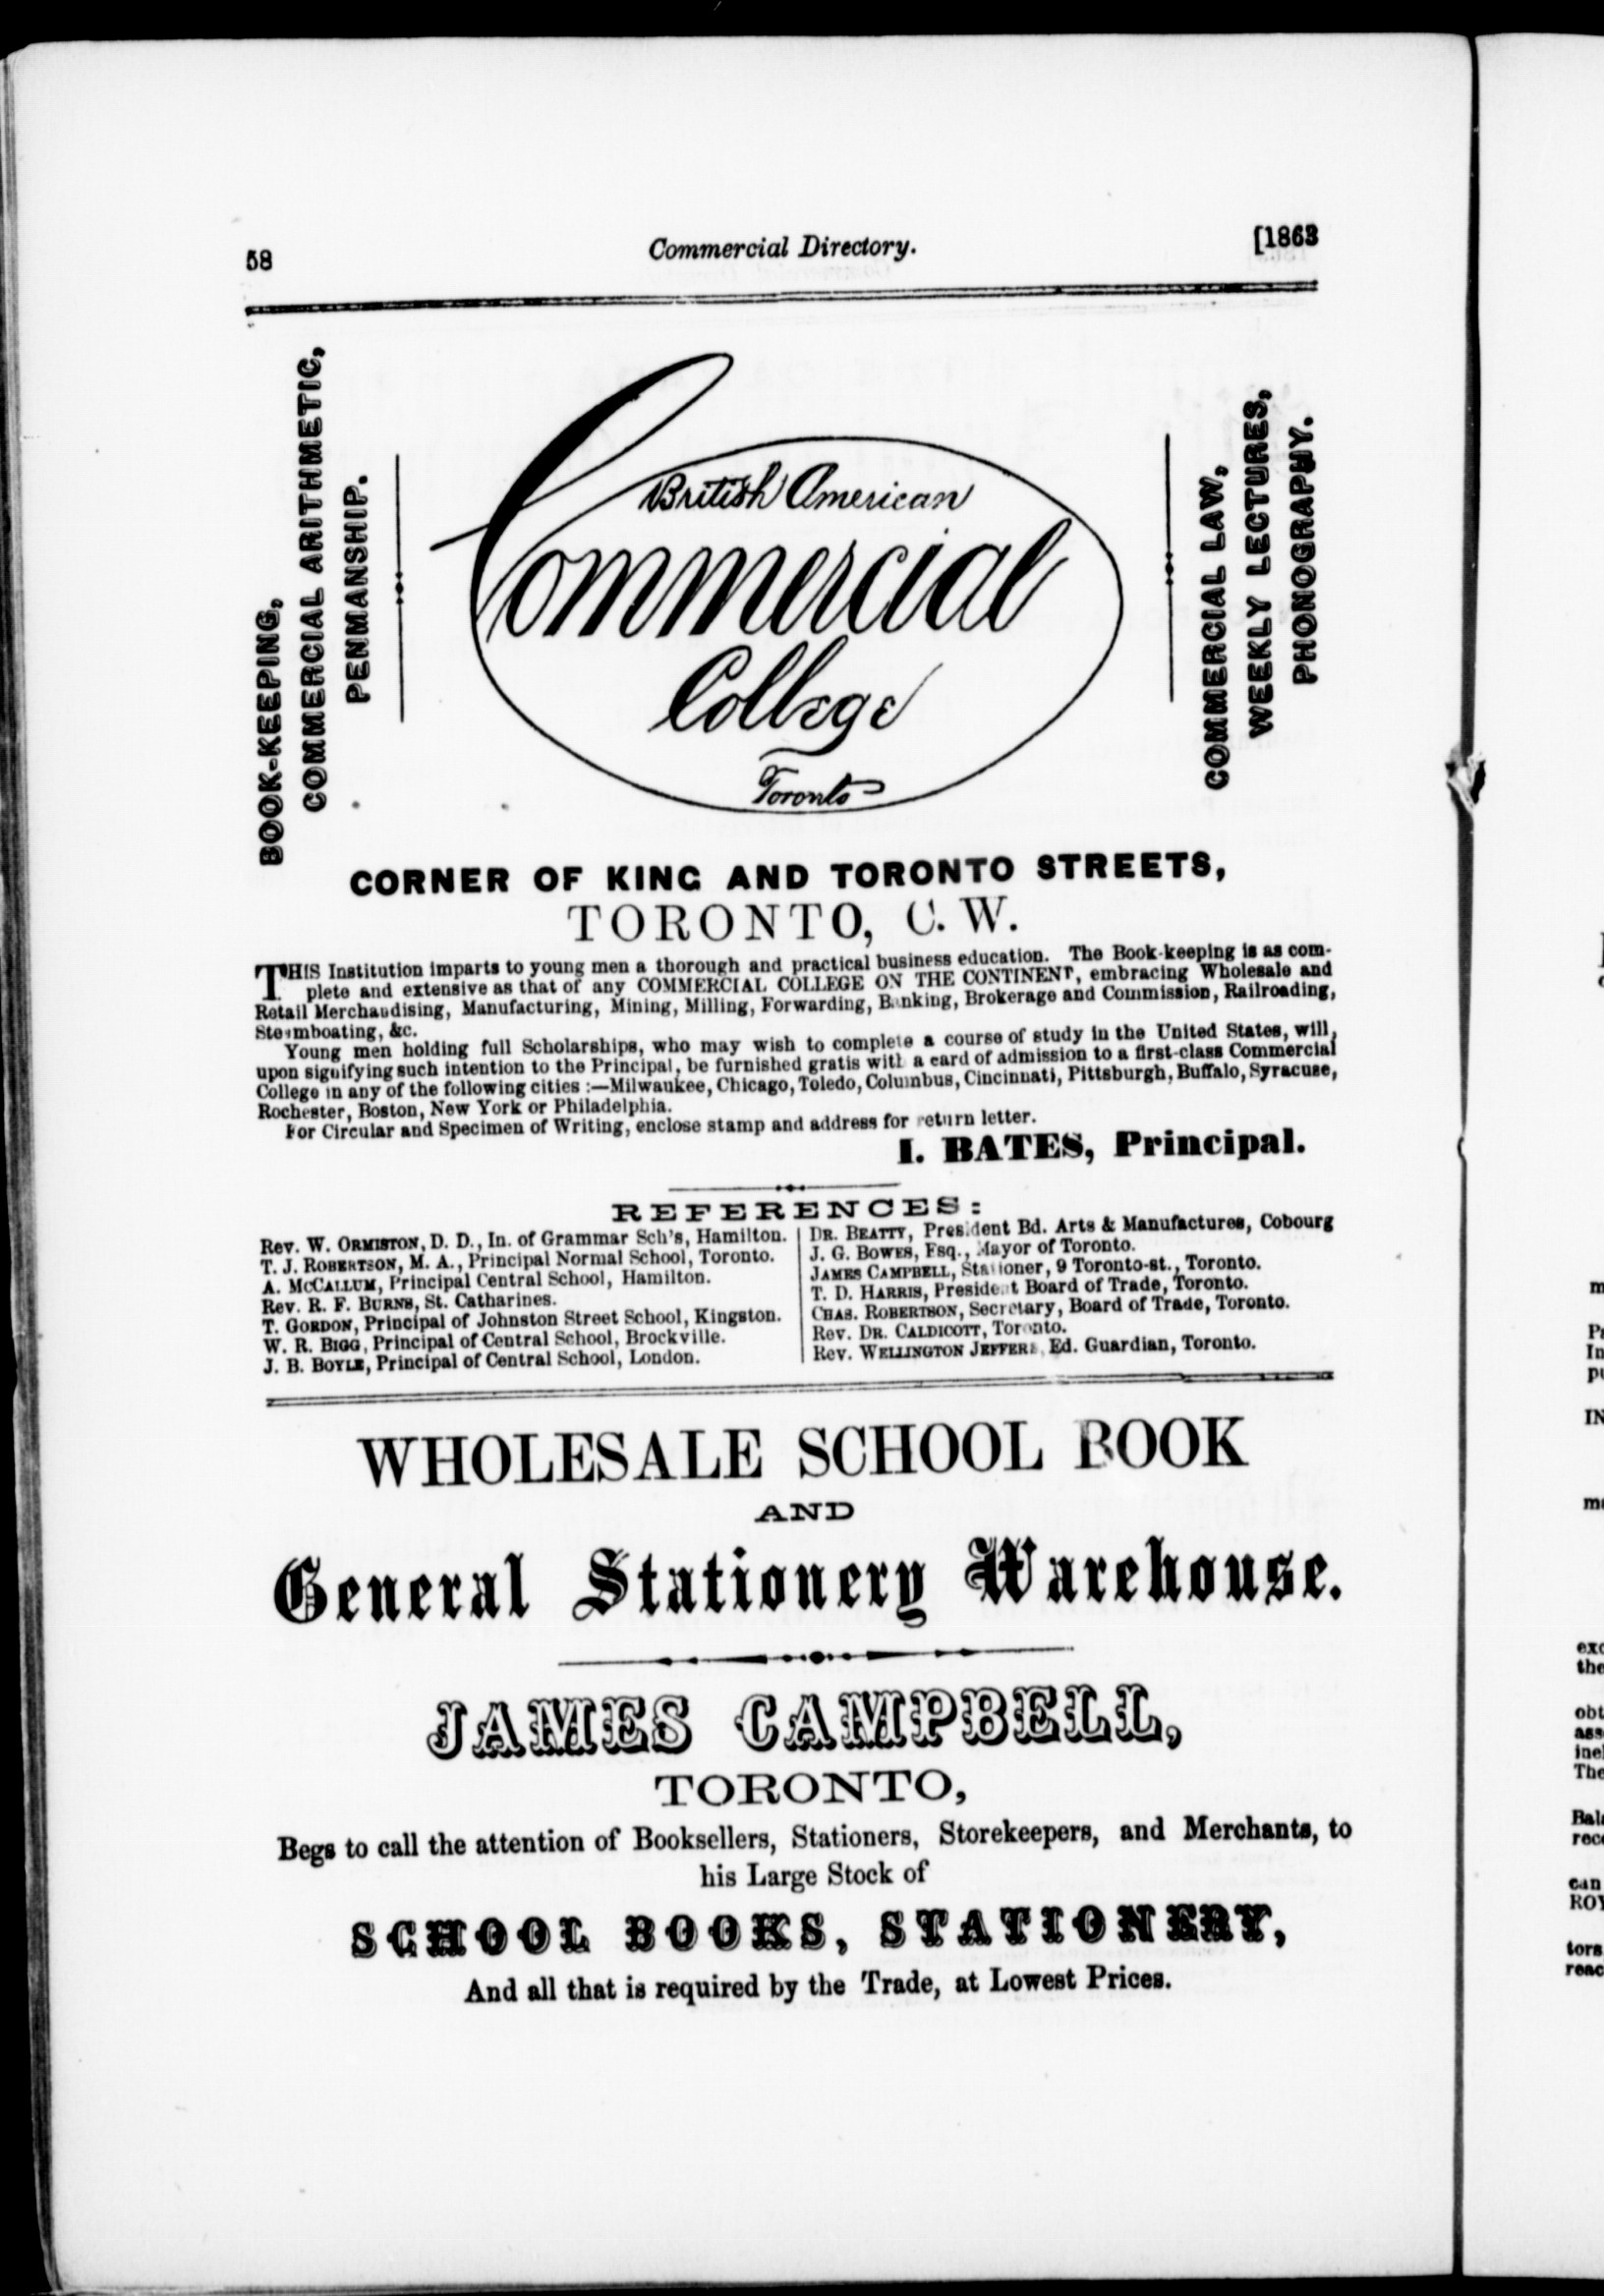 58
Commercial Directory.
[1863
BOOK-KEEPING,
COMMERCIAL ARITHMETIC,
PENMANSHIP.
British American
Commercial
College
Toronto
COMMERCIAL LAW,
WEEKLY LECTURES,
PHONOGRAPHY.
CORNER OF KING AND TORONTO STREETS,
TORONTO, C. W.
THIS Institution imparts to young men a thorough and practical business education. The Book-keeping is as com-
plete and extensive as that of any COMMERCIAL COLLEGE ON THE CONTINENT, embracing Wholesale and
Retail Merchandising, Manufacturing, Mining, Milling, Forwarding, Banking, Brokerage and Commission, Railroading,
Steamboating, &c.
Young men holding full Scholarships, who may wish to complete a course of study in the United States, will,
upon signifying such intention to the Principal, be furnished gratis with a card of admission to a first-class Commercial
College in any of the following cities :—Milwaukee, Chicago, Toledo, Columbus, Cincinnati, Pittsburgh, Buffalo, Syracuse,
Rochester, Boston, New York or Philadelphia.
For Circular and Specimen of Writing, enclose stamp and address for return letter.
I. BATES, Principal.
REFERENCES:
Rev. W. ORMISTON, D. D., In. of Grammar Sch's, Hamilton.
T. J. ROBERTSON, M. A., Principal Normal School, Toronto.
A. MCCALLUM, Principal Central School, Hamilton.
Rev. R. F. BURNS, St. Catharines.
T. GORDON, Principal of Johnston Street School, Kingston.
W. R. BIGG, Principal of Central School, Brockville.
J. B. BOYLE, Principal of Central School, London.
DR. BEATTY, President Bd. Arts & Manufactures, Cobourg
J. G. BOWES, Esq., Mayor of Toronto.
JAMES CAMPBELL, Stationer, 9 Toronto-st., Toronto.
T. D. HARRIS, President Board of Trade, Toronto.
CHAS. ROBERTSON, Secretary, Board of Trade, Toronto.
Rev. DR. CALDICOTT, Toronto.
Rev. WELLINGTON JEFFERS, Ed. Guardian, Toronto.
WHOLESALE SCHOOL BOOK
AND
General Stationery Warehouse.
JAMES CAMPBELL,
TORONTO,
Begs to call the attention of Booksellers, Stationers, Storekeepers, and Merchants, to
his Large Stock of
SCHOOL BOOKS, STATIONERY,
And all that is required by the Trade, at Lowest Prices.